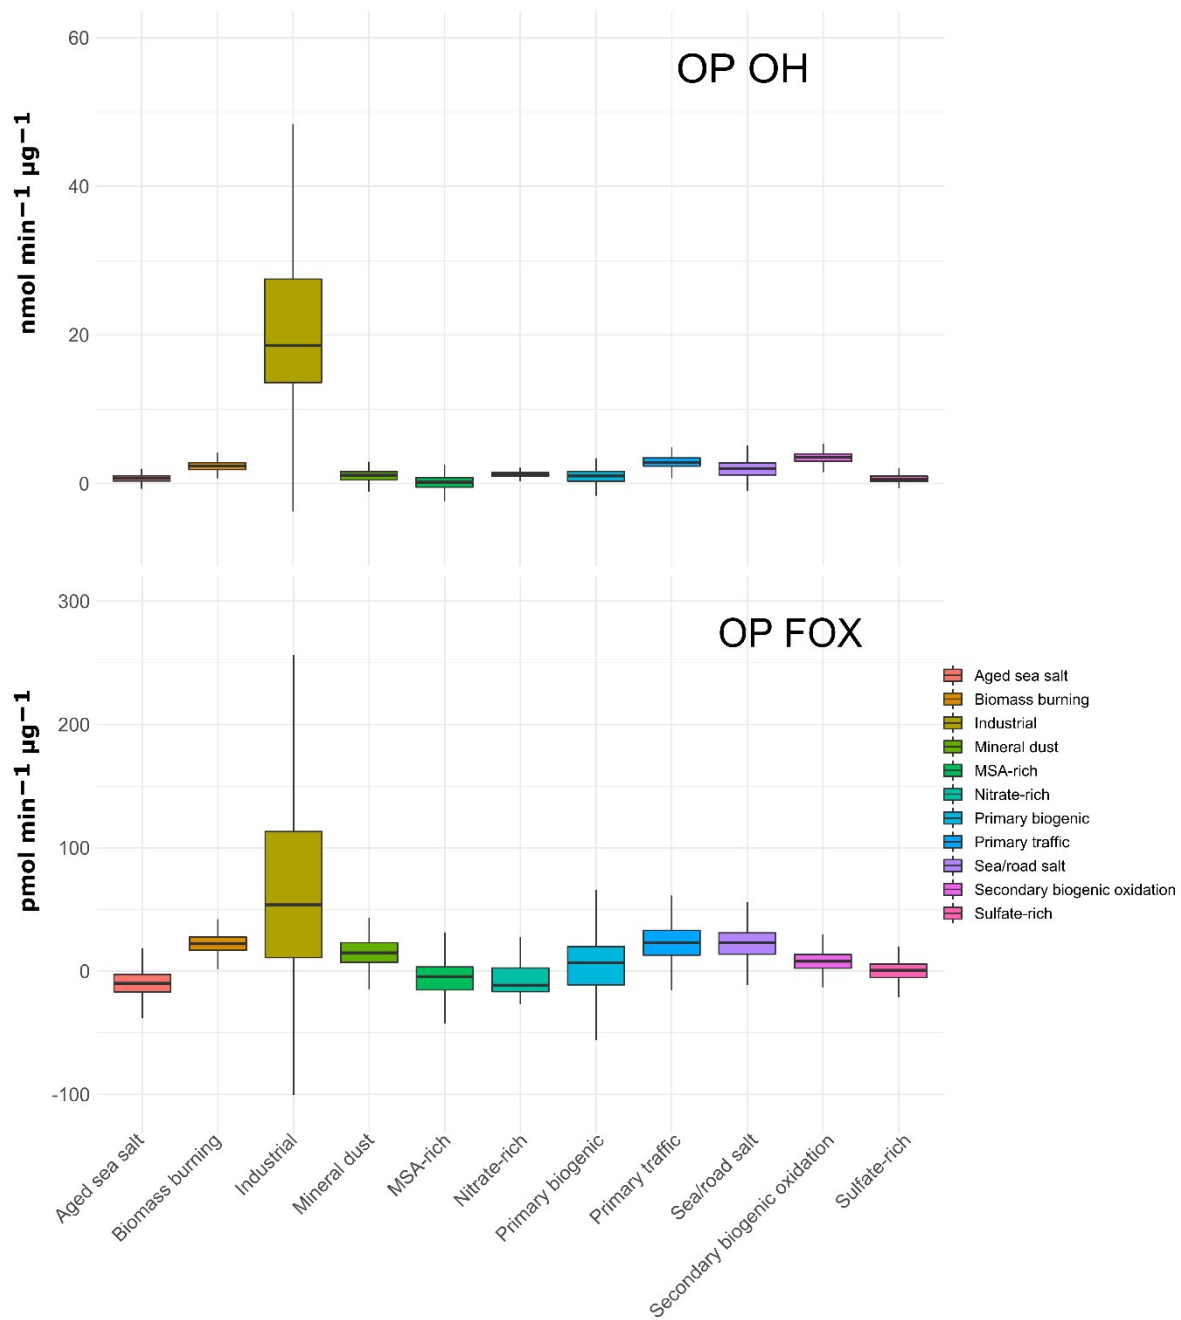 OP OH
nmol min−1 µg−1
60
40
20
0
OP FOX
pmol min−1 µg−1
300
200
100
0
-100
Aged sea salt
Biomass burning
Industrial
Mineral dust
MSA-rich
Nitrate-rich
Primary biogenic
Primary traffic
Sea/road salt
Secondary biogenic oxidation
Sulfate-rich
Aged sea salt
Biomass burning
Industrial
Mineral dust
MSA-rich
Nitrate-rich
Primary biogenic
Primary traffic
Sea/road salt
Secondary biogenic oxidation
Sulfate-rich